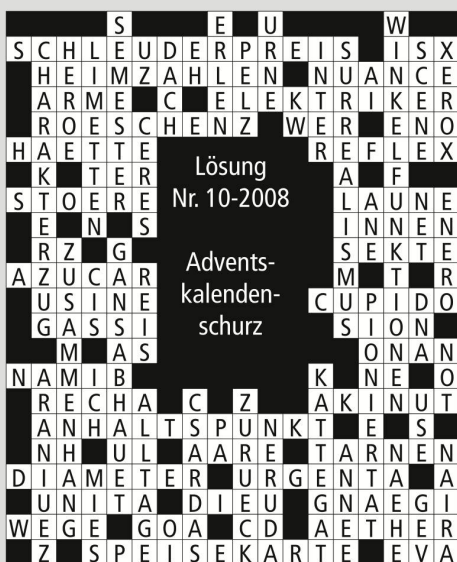 S E U W
SCHLEUDERPREIS ISX
HEIMZAHLEN NUANCE
ARME C ELEKTRIKER
ROESCHENZ WER ENO
HAETTE REFLEX
K TER A F
STOERE LAUNE
E N S INNEN
RZ G SEKTE
AZUCAR M T R
USINE CUPIDO
GASSI SION
M AS ONAN
NAMIB K NE O
RECHA C Z AKINUT
ANHALTSPUNKT E S
NH UL AARE TARNEN
DIAMETER URGENTA A
UNITA DIEU GNAEGI
WEGE GOA CD AETHER
Z SPEISEKARTE EVA
Lösung
Nr. 10-2008
Advents-
kalenden-
schurz